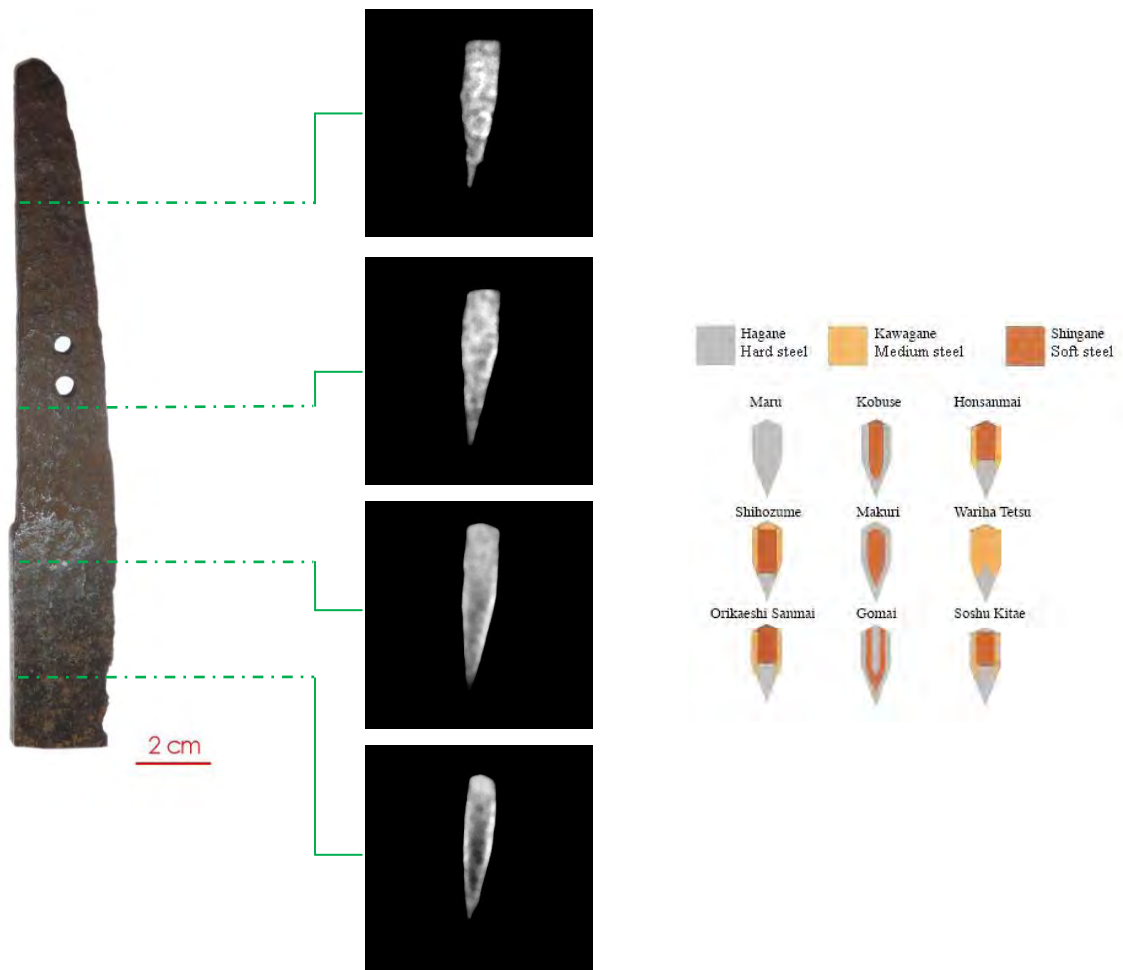 2 cm
Hagane
Hard steel
Kawagane
Medium steel
Shingane
Soft steel
Maru
Kobuse
Honsanmai
Shihozume
Makuri
Wariha Tetsu
Orikaeshi Sanmai
Gomai
Soshu Kitae